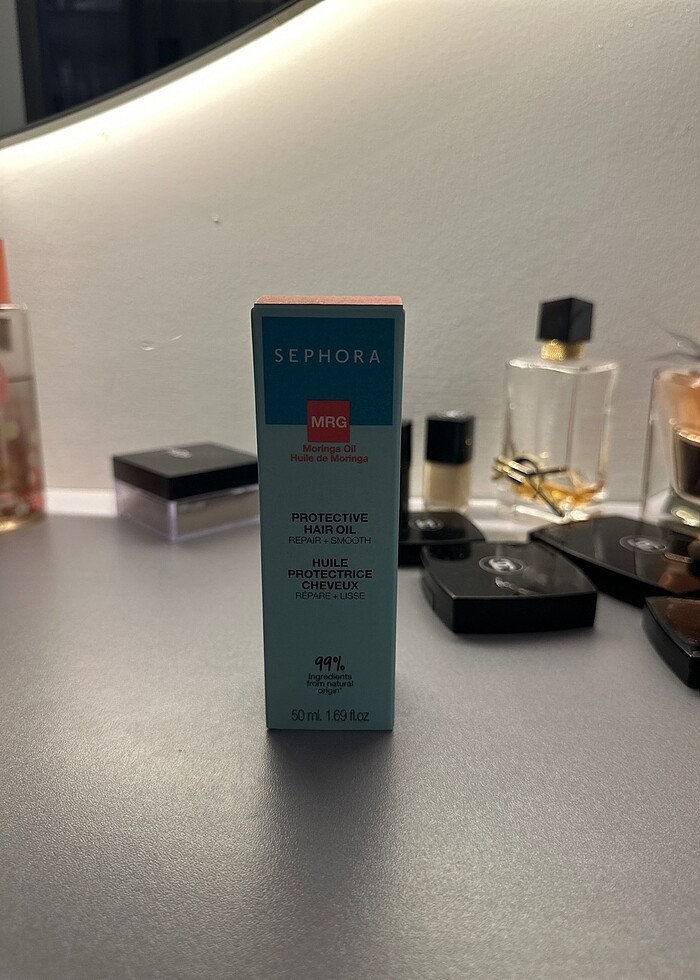 SEPHORA
MRG
Moringa Oil
Huile de Moringa
PROTECTIVE
HAIR OIL
REPAIR + SMOOTH
HUILE
PROTECTRICE
CHEVEUX
RÉPARE + LISSE
99%
Ingredients
from natural
origin*
50 ml. 1.69 fl.oz